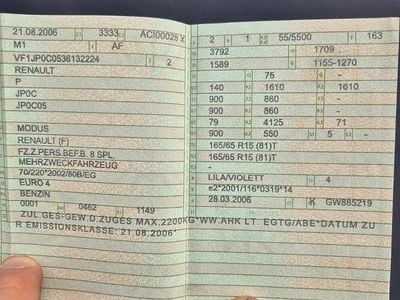 21.08.2006 3333 ACI00028 X
M1 AF
VF1JP0C0536132224 2
RENAULT
P
JP0C
JP0C05
MODUS
RENAULT (F)
FZ.Z.PERS.BEF.B. 8 SPL.
MEHRZWECKFAHRZEUG
70/220*2002/80B/EG
EURO 4
BENZIN
0001 0462 1149
2 1 55/5500 163
3792 1709
1589 1155-1270
75 -
140 1610 1610
900 860 -
900 860 -
79 4125 71
900 550 5 -
165/65 R15 (81)T
165/65 R15 (81)T
LILA/VIOLETT 4
e2*2001/116*0319*14
28.03.2006 K GW885219
ZUL GES-GEW.D.ZUGES MAX.2200KG*WW.AHK LT. EGTG/ABE*DATUM ZU
R EMISSIONSKLASSE: 21.08.2006*